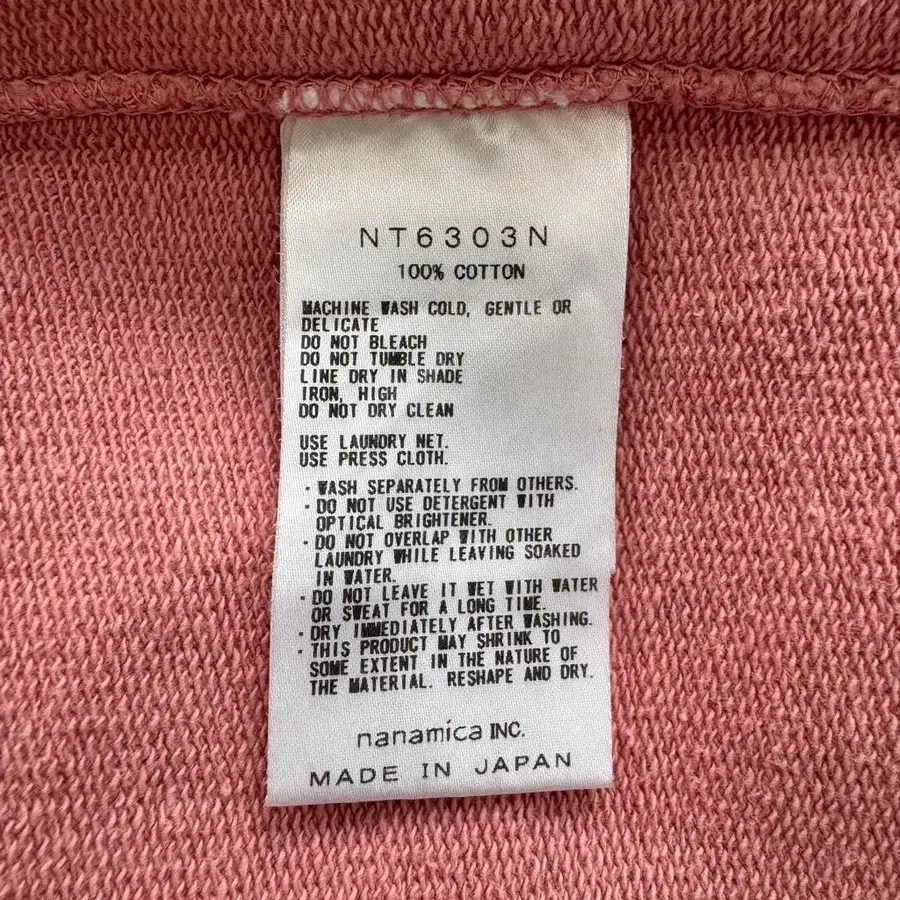 NT6303N
100% COTTON
MACHINE WASH COLD, GENTLE OR
DELICATE
DO NOT BLEACH
DO NOT TUMBLE DRY
LINE DRY IN SHADE
IRON, HIGH
DO NOT DRY CLEAN
USE LAUNDRY NET.
USE PRESS CLOTH.
· WASH SEPARATELY FROM OTHERS.
· DO NOT USE DETERGENT WITH
OPTICAL BRIGHTENER.
· DO NOT OVERLAP WITH OTHER
LAUNDRY WHILE LEAVING SOAKED
IN WATER.
· DO NOT LEAVE IT WET WITH WATER
OR SWEAT FOR A LONG TIME.
· DRY IMMEDIATELY AFTER WASHING.
· THIS PRODUCT MAY SHRINK TO
SOME EXTENT IN THE NATURE OF
THE MATERIAL. RESHAPE AND DRY.
nanamica INC.
MADE IN JAPAN